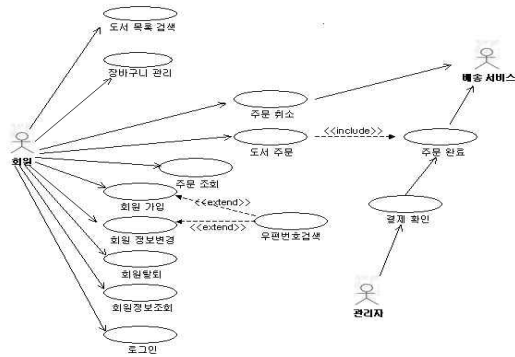 도서 목록 검색
장바구니 관리
배송 서비스
주문 취소
<<include>>
도서 주문
주문 완료
회원
주문 조회
<<extend>>
회원 가입
결제 확인
<<extend>>
우편번호검색
회원 정보변경
회원탈퇴
회원정보조회
관리자
로그인